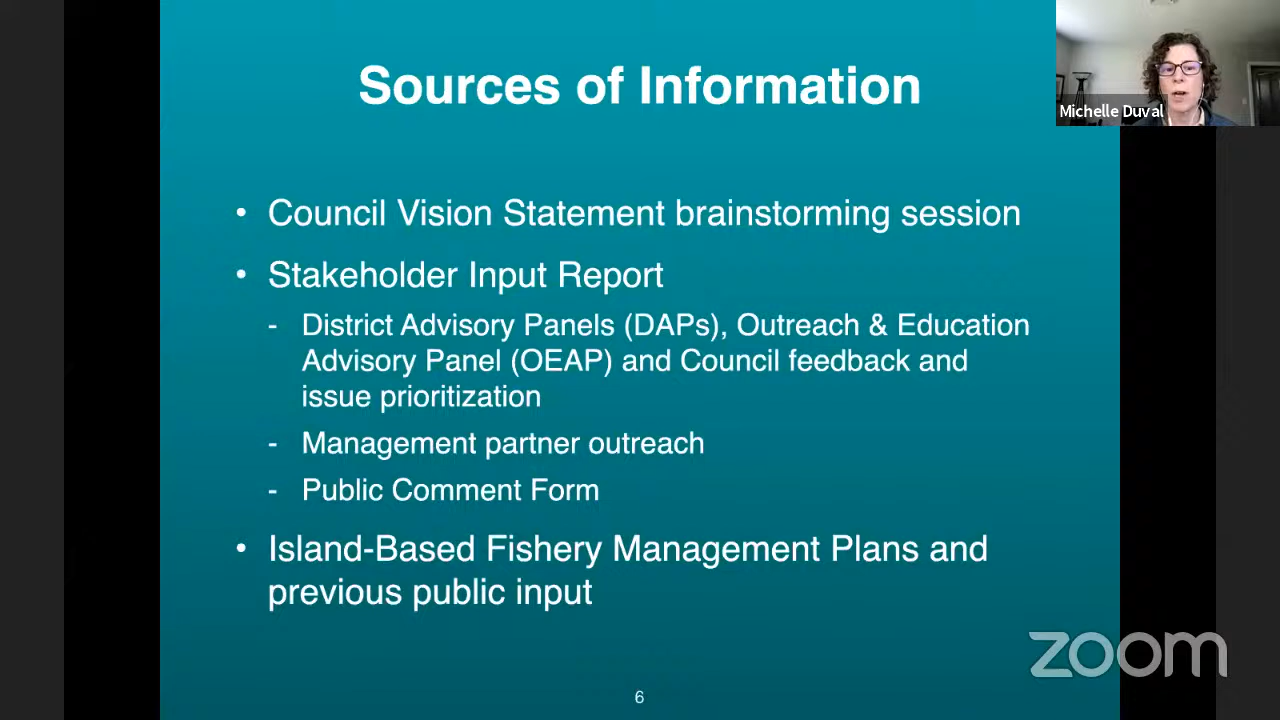 Sources of Information
Michelle Duval
• Council Vision Statement brainstorming session
• Stakeholder Input Report
- District Advisory Panels (DAPs), Outreach & Education
Advisory Panel (OEAP) and Council feedback and
issue prioritization
- Management partner outreach
- Public Comment Form
• Island-Based Fishery Management Plans and
previous public input
zoom
6